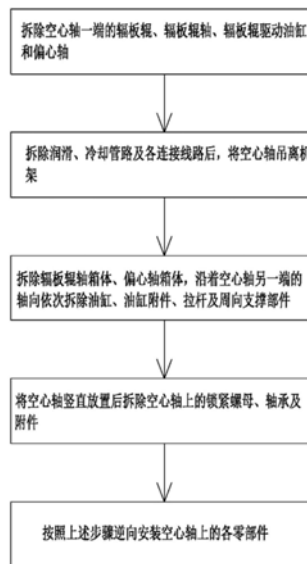 拆除空心轴一端的辐板辊、辐板辊轴、辐板辊驱动油缸
和偏心轴
拆除润滑、冷却管路及各连接线路后，将空心轴吊离机
架
拆除辐板辊轴箱体、偏心轴箱体，沿着空心轴另一端的
轴向依次拆除油缸、油缸附件、拉杆及周向支撑部件
将空心轴竖直放置后拆除空心轴上的锁紧螺母、轴承及
附件
按照上述步骤逆向安装空心轴上的各零部件